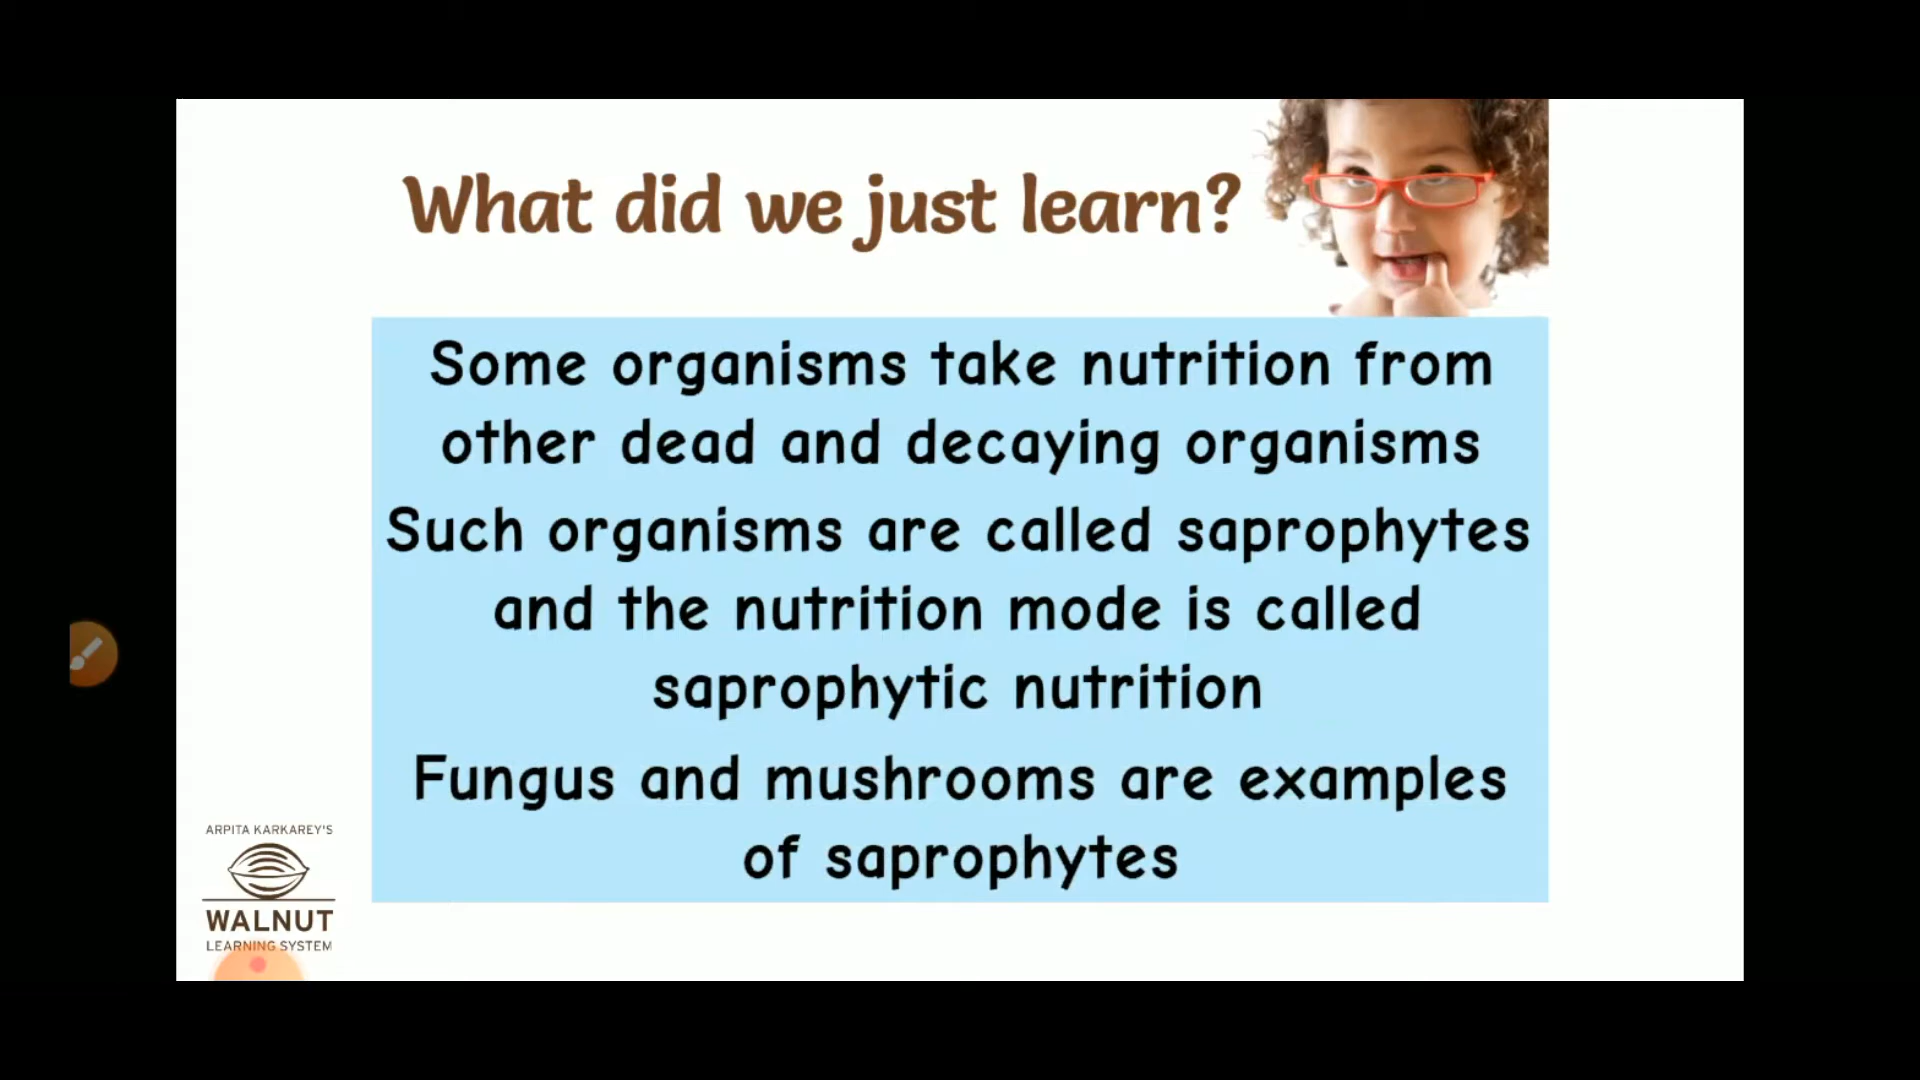 What did we just learn?
Some organisms take nutrition from
other dead and decaying organisms
Such organisms are called saprophytes
and the nutrition mode is called
saprophytic nutrition
Fungus and mushrooms are examples
of saprophytes
ARPITA KARKAREY'S
WALNUT
LEARNING SYSTEM